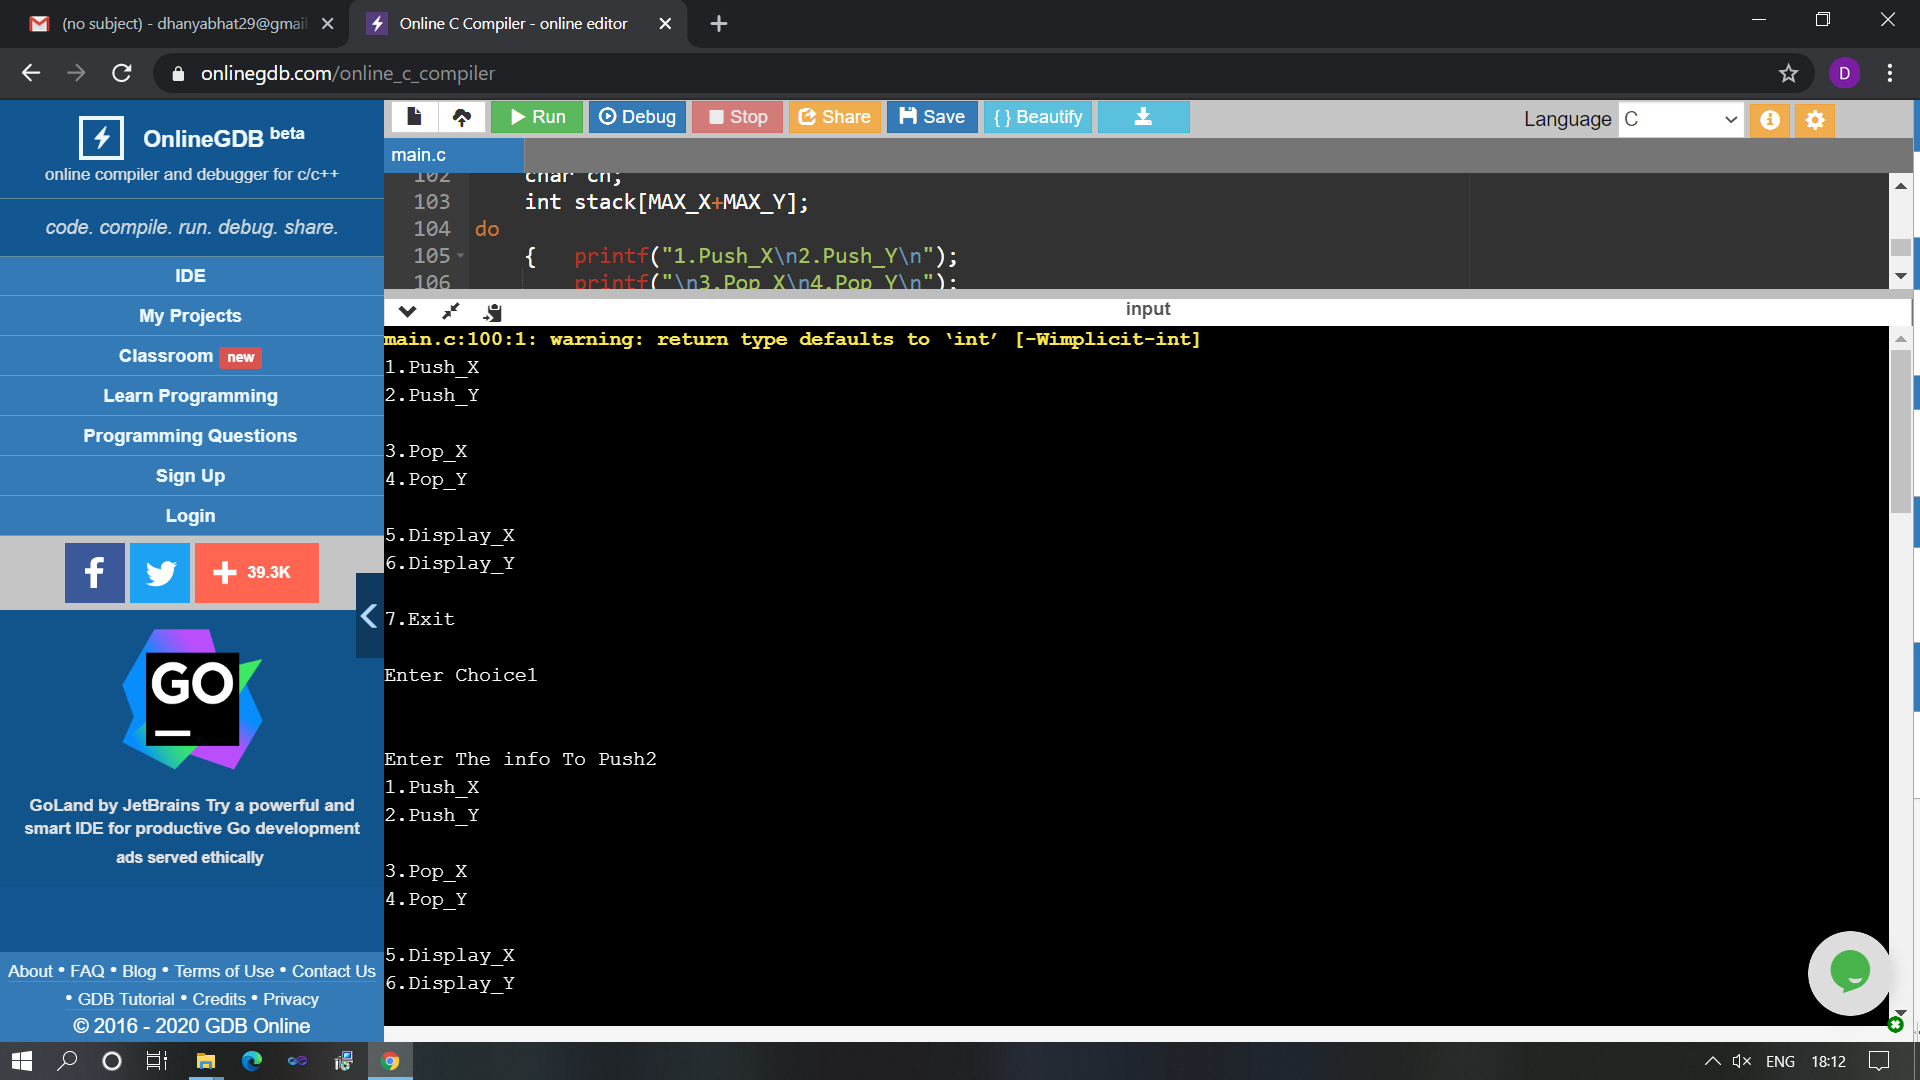 (no subject) - dhanyabhat29@gmai
Online C Compiler - online editor
onlinegdb.com/online_c_compiler
D
OnlineGDB beta
online compiler and debugger for c/c++
code. compile. run. debug. share.
IDE
My Projects
Classroom new
Learn Programming
Programming Questions
Sign Up
Login
39.3K
GO
GoLand by JetBrains Try a powerful and
smart IDE for productive Go development
ads served ethically
About • FAQ • Blog • Terms of Use • Contact Us
• GDB Tutorial • Credits • Privacy
© 2016 - 2020 GDB Online
Run Debug Stop Share Save { } Beautify
Language C
main.c
102 char ch;
103 int stack[MAX_X+MAX_Y];
104 do
105 { printf("1.Push_X\n2.Push_Y\n");
106 printf("\n3.Pop_X\n4.Pop_Y\n");
input
main.c:100:1: warning: return type defaults to ‘int’ [-Wimplicit-int]
1.Push_X
2.Push_Y
3.Pop_X
4.Pop_Y
5.Display_X
6.Display_Y
7.Exit
Enter Choice1
Enter The info To Push2
1.Push_X
2.Push_Y
3.Pop_X
4.Pop_Y
5.Display_X
6.Display_Y
ENG 18:12